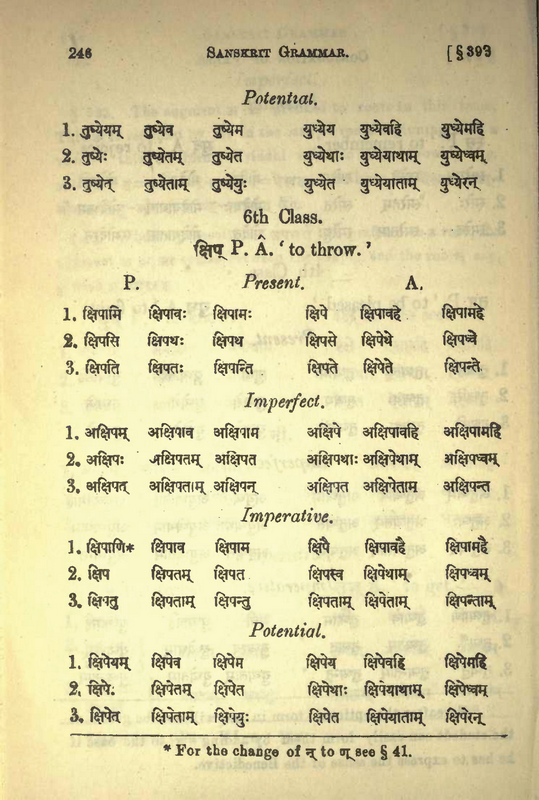 246 SANSKRIT GRAMMAR. [ § 393
Potential.
1. तुष्येयम् तुष्येव तुष्येम युध्येय युध्येवहि युध्येमहि
2. तुष्येः तुष्येतम् तुष्येत युध्येथाः युध्येयाथाम् युध्येध्वम्
3. तुष्येत् तुष्येताम् तुष्येयुः युध्येत युध्येयाताम् युध्येरन्
6th Class.
क्षिप् P. Â. ‘ to throw. ’
P. Present. A.
1. क्षिपामि क्षिपावः क्षिपामः क्षिपे क्षिपावहे क्षिपामहे
2. क्षिपसि क्षिपथः क्षिपथ क्षिपसे क्षिपेथे क्षिपध्वे
3. क्षिपति क्षिपतः क्षिपन्ति क्षिपते क्षिपेते क्षिपन्ते
Imperfect.
1. अक्षिपम् अक्षिपाव अक्षिपाम अक्षिपे अक्षिपावहि अक्षिपामहि
2. अक्षिपः अक्षिपतम् अक्षिपत अक्षिपथाः अक्षिपेथाम् अक्षिपध्वम्
3. अक्षिपत् अक्षिपताम् अक्षिपन् अक्षिपत अक्षिपेताम् अक्षिपन्त
Imperative.
1. क्षिपाणि* क्षिपाव क्षिपाम क्षिपै क्षिपावहै क्षिपामहै
2. क्षिप क्षिपतम् क्षिपत क्षिपस्व क्षिपेथाम् क्षिपध्वम्
3. क्षिपतु क्षिपताम् क्षिपन्तु क्षिपताम् क्षिपेताम् क्षिपन्ताम्
Potential.
1. क्षिपेयम् क्षिपेव क्षिपेम क्षिपेय क्षिपेवहि क्षिपेमहि
2. क्षिपे. क्षिपेतम् क्षिपेत क्षिपेथाः क्षिपेयाथाम् क्षिपेध्वम्
3. क्षिपेत् क्षिपेताम् क्षिपेयुः क्षिपेत क्षिपेयाताम् क्षिपेरन्
* For the change of न् to ण् see § 41.